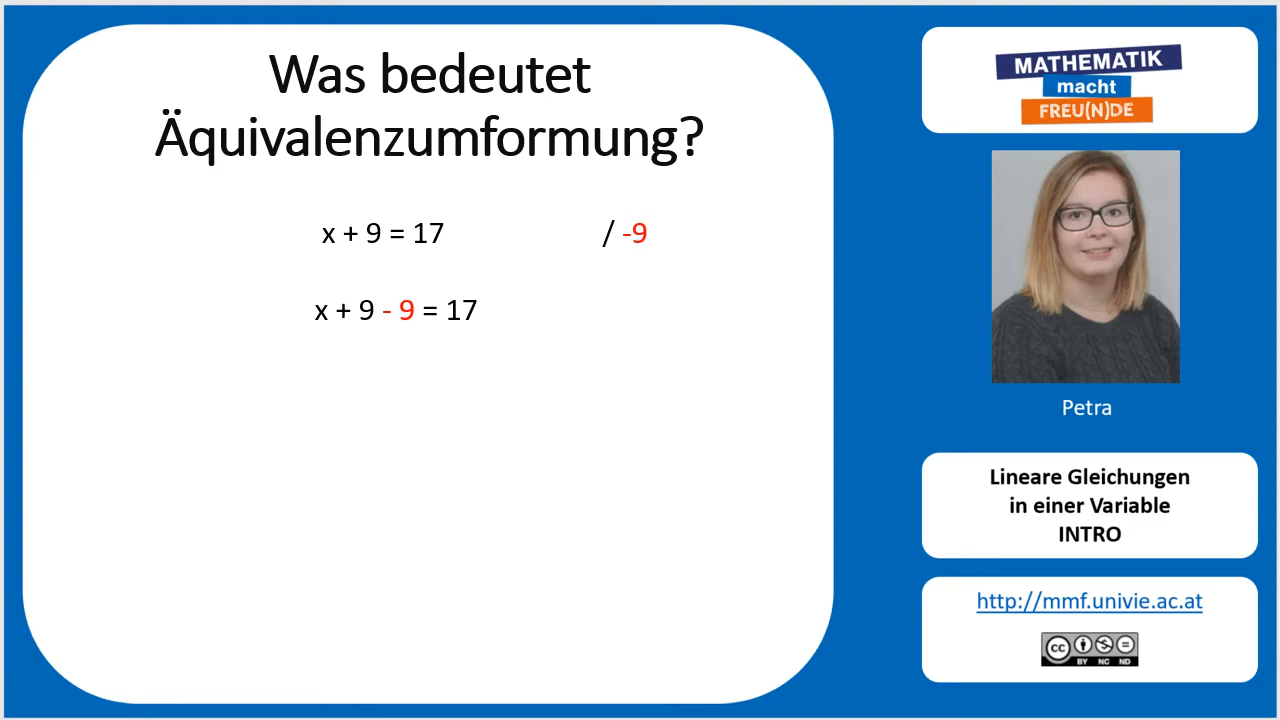 Was bedeutet
Äquivalenzumformung?
x + 9 = 17 / -9
x + 9 - 9 = 17
MATHEMATIK
macht
FREU(N)DE
Petra
Lineare Gleichungen
in einer Variable
INTRO
http://mmf.univie.ac.at
cc
BY NC ND